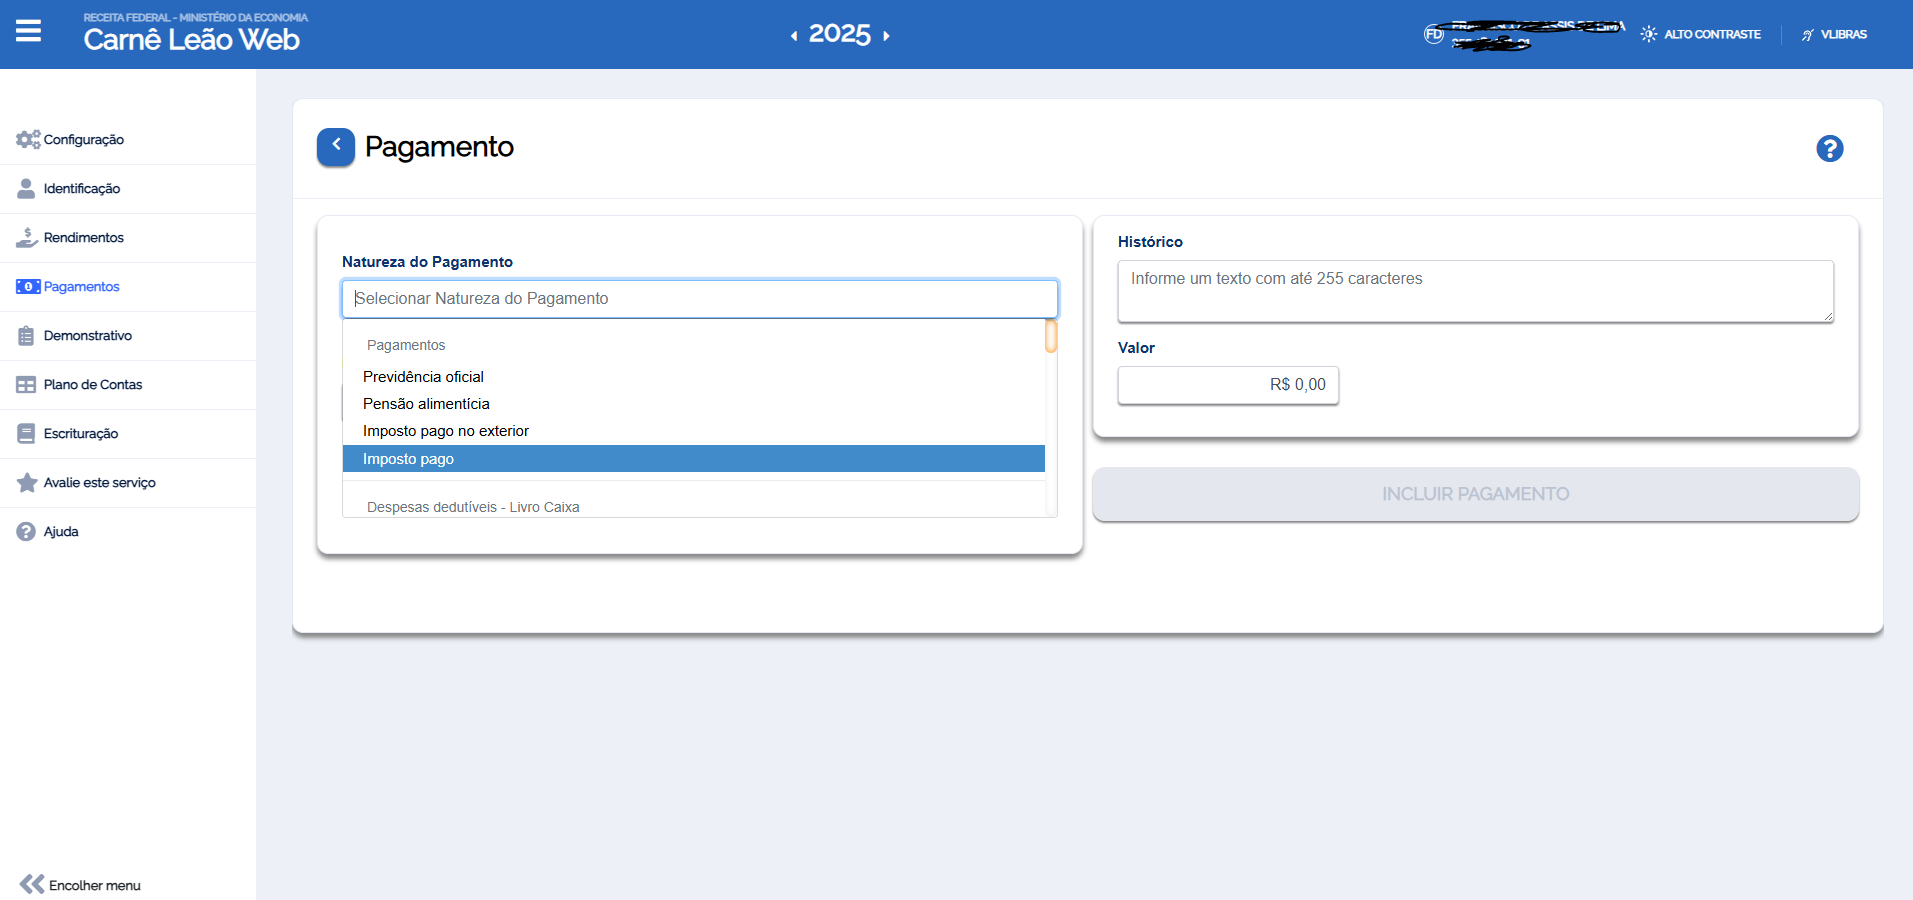 RECEITA FEDERAL - MINISTÉRIO DA ECONOMIA
Carnê Leão Web
2025
FD
ALTO CONTRASTE
VLIBRAS
Configuração
Identificação
Rendimentos
Pagamentos
Demonstrativo
Plano de Contas
Escrituração
Avalie este serviço
Ajuda
Encolher menu
Pagamento
Natureza do Pagamento
Selecionar Natureza do Pagamento
Pagamentos
Previdência oficial
Pensão alimentícia
Imposto pago no exterior
Imposto pago
Despesas dedutíveis - Livro Caixa
Histórico
Informe um texto com até 255 caracteres
Valor
R$ 0,00
INCLUIR PAGAMENTO